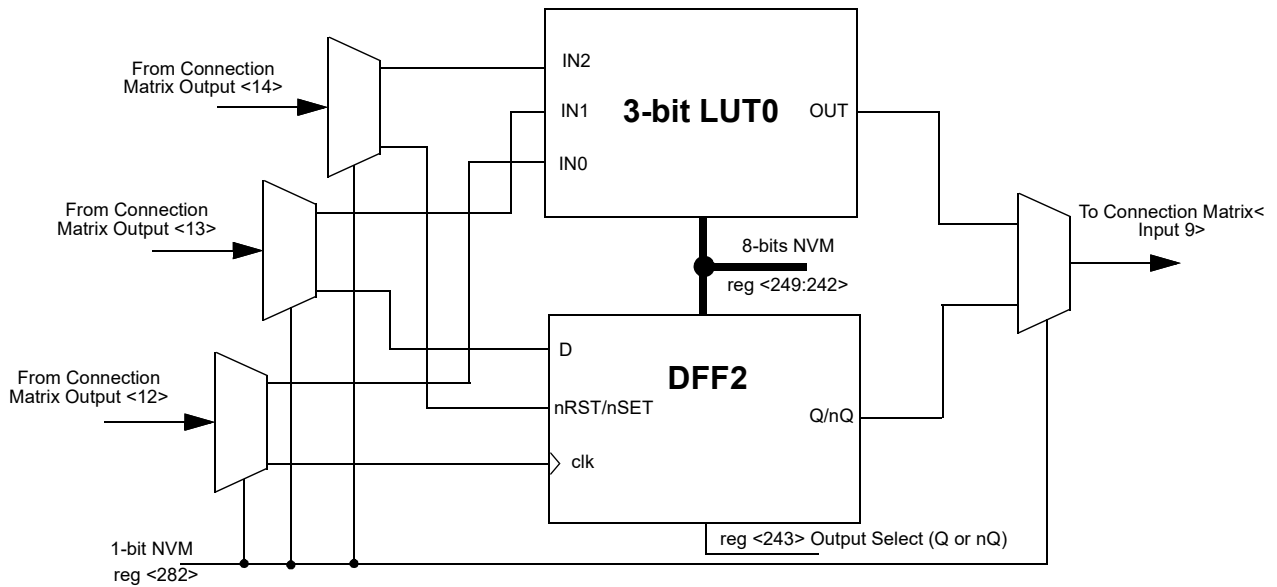 From Connection
Matrix Output <14>
IN2
IN1
IN0
3-bit LUT0
OUT
From Connection
Matrix Output <13>
To Connection Matrix<
Input 9>
8-bits NVM
reg <249:242>
From Connection
Matrix Output <12>
D
DFF2
nRST/nSET
Q/nQ
clk
reg <243> Output Select (Q or nQ)
1-bit NVM
reg <282>